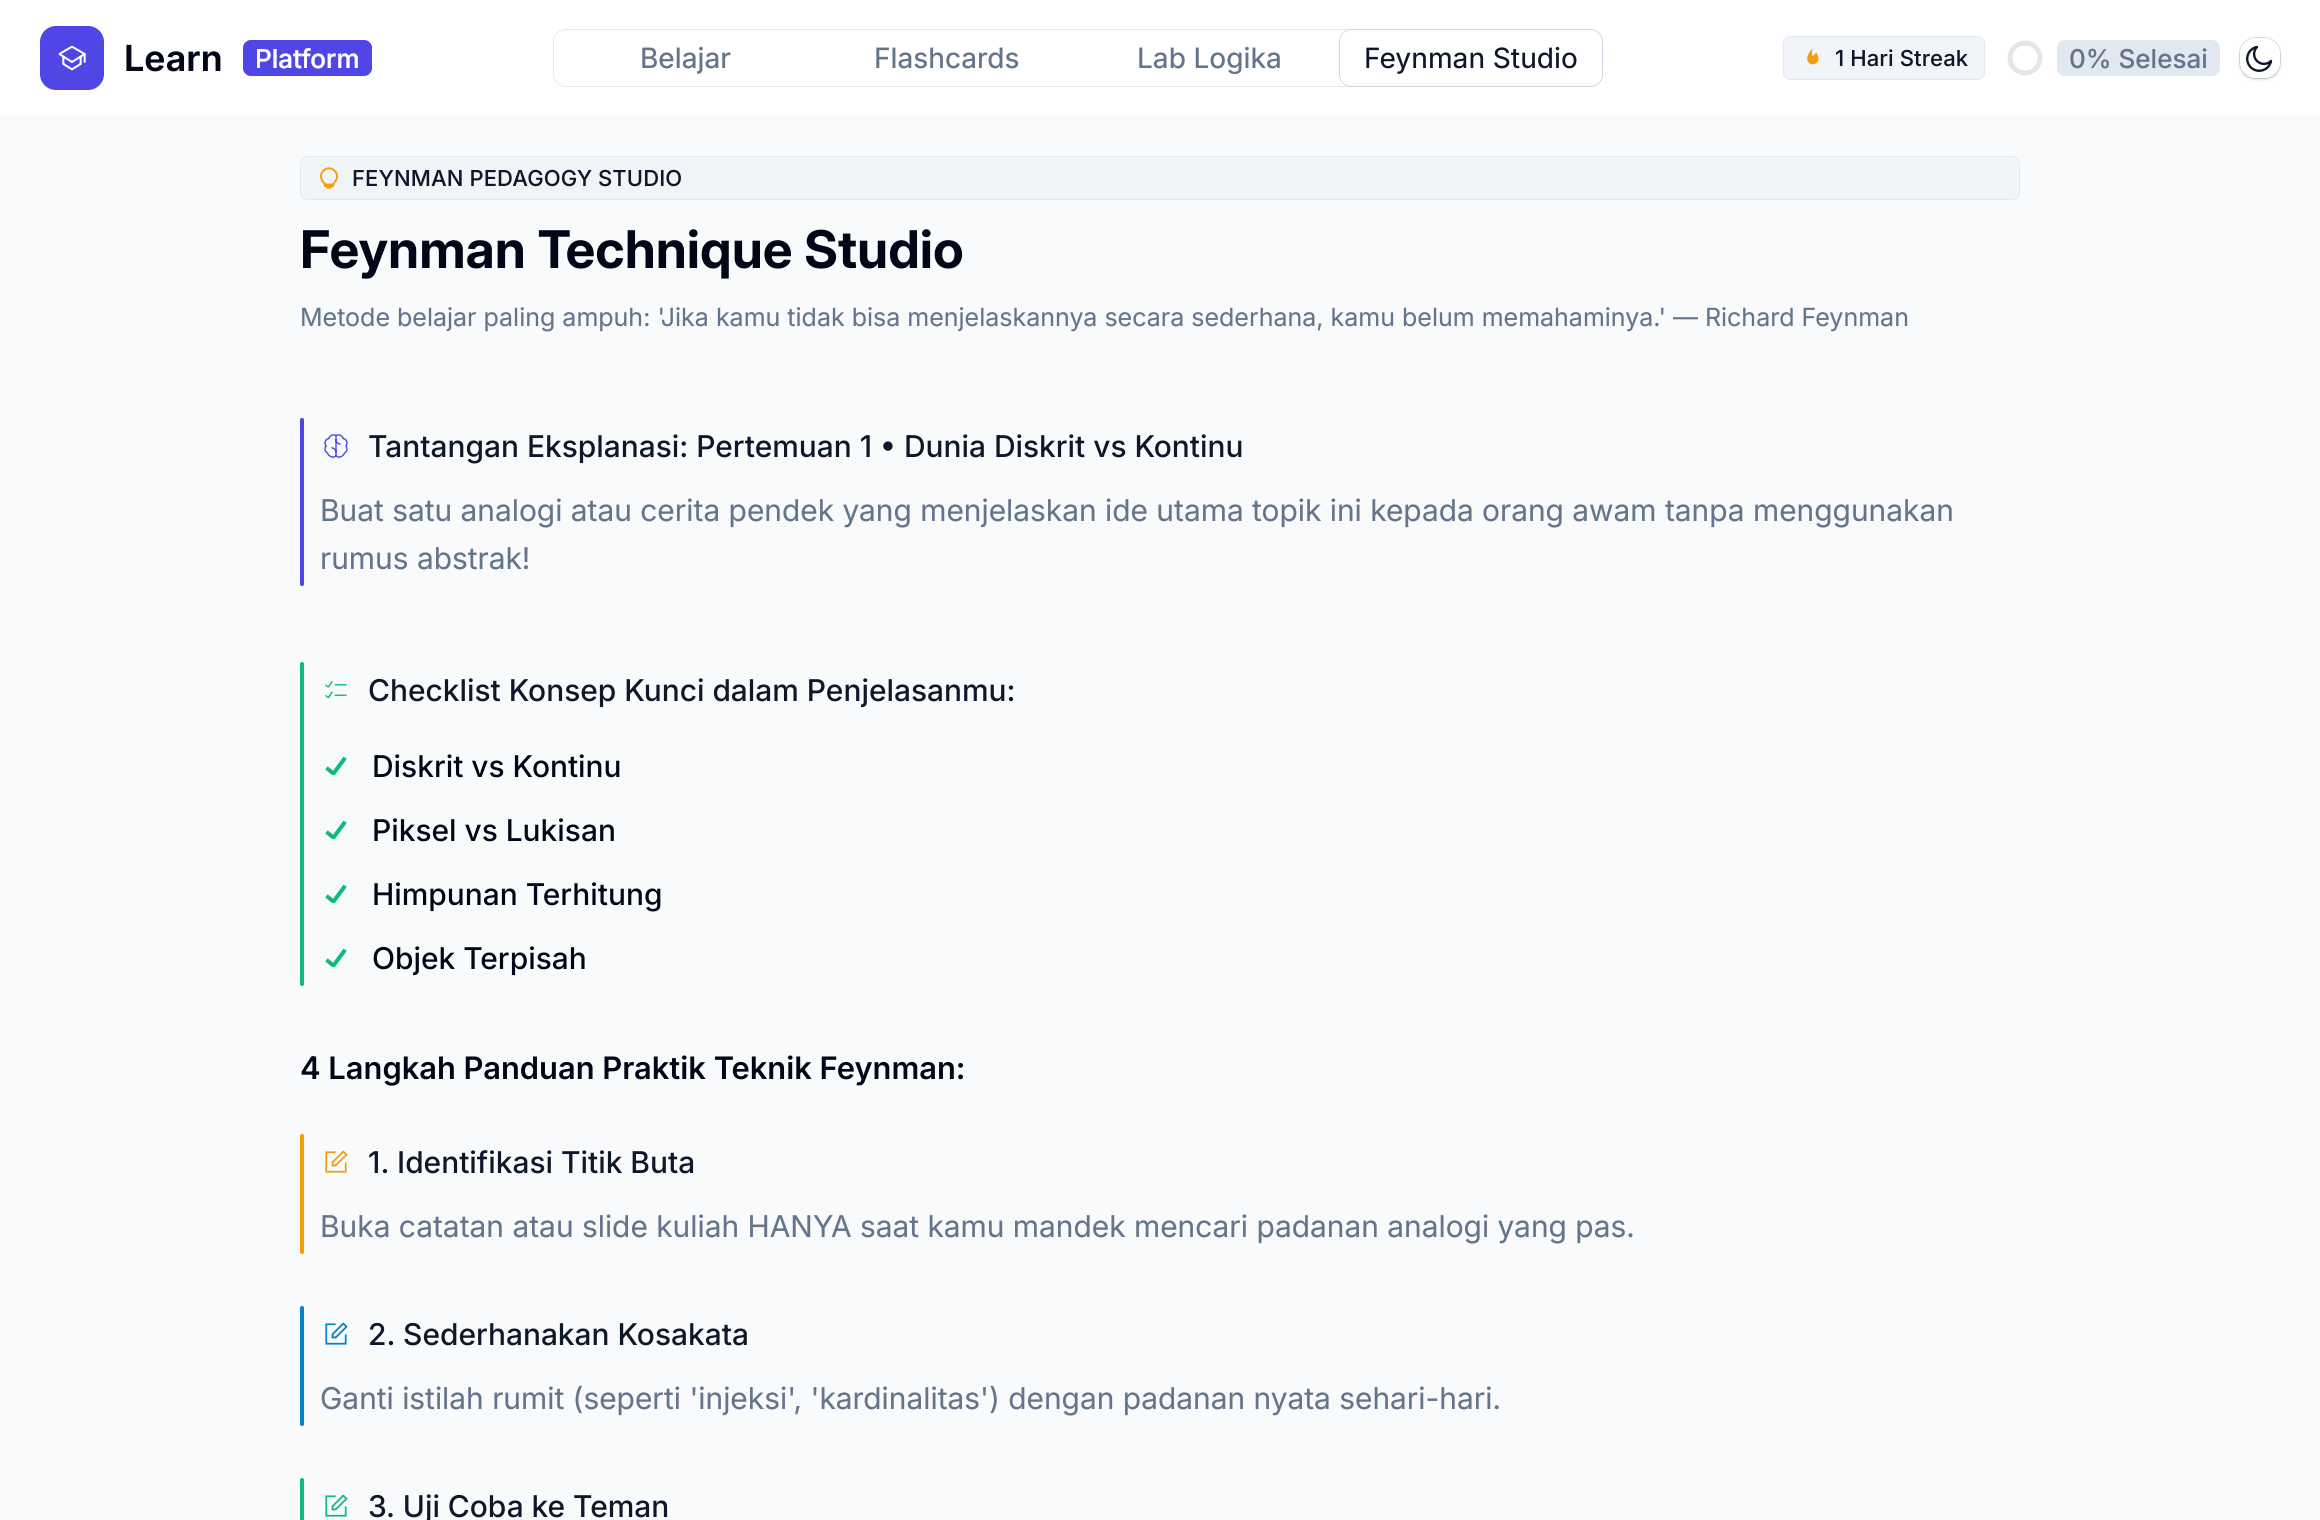 Learn Platform
Belajar
Flashcards
Lab Logika
Feynman Studio
1 Hari Streak
0% Selesai
FEYNMAN PEDAGOGY STUDIO
Feynman Technique Studio
Metode belajar paling ampuh: 'Jika kamu tidak bisa menjelaskannya secara sederhana, kamu belum memahaminya.' — Richard Feynman
Tantangan Eksplanasi: Pertemuan 1 • Dunia Diskrit vs Kontinu
Buat satu analogi atau cerita pendek yang menjelaskan ide utama topik ini kepada orang awam tanpa menggunakan
rumus abstrak!
Checklist Konsep Kunci dalam Penjelasanmu:
Diskrit vs Kontinu
Piksel vs Lukisan
Himpunan Terhitung
Objek Terpisah
4 Langkah Panduan Praktik Teknik Feynman:
1. Identifikasi Titik Buta
Buka catatan atau slide kuliah HANYA saat kamu mandek mencari padanan analogi yang pas.
2. Sederhanakan Kosakata
Ganti istilah rumit (seperti 'injeksi', 'kardinalitas') dengan padanan nyata sehari-hari.
3. Uji Coba ke Teman